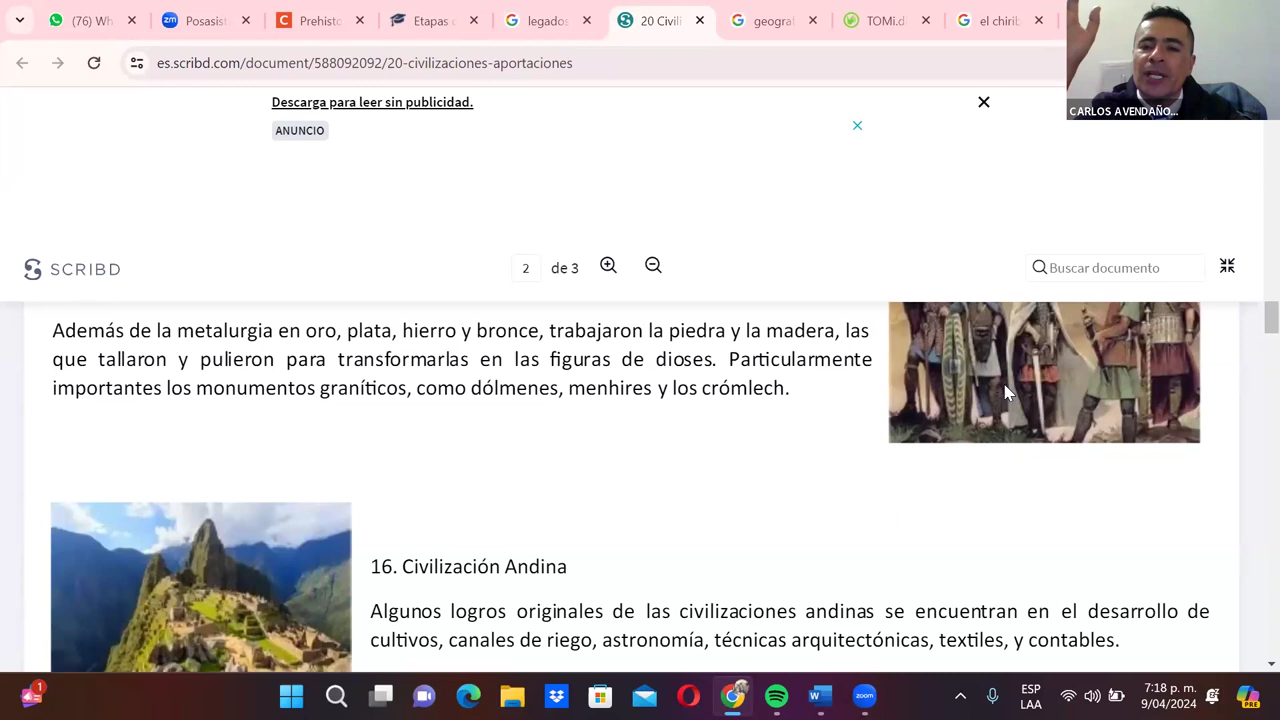 (76) Wh
Posasist
Prehisto
Etapas d
legados
20 Civili
geograf
TOMi.d
el chirib
es.scribd.com/document/588092092/20-civilizaciones-aportaciones
CARLOS AVENDAÑO...
Descarga para leer sin publicidad.
ANUNCIO
SCRIBD
2 de 3
Buscar documento
Además de la metalurgia en oro, plata, hierro y bronce, trabajaron la piedra y la madera, las
que tallaron y pulieron para transformarlas en las figuras de dioses. Particularmente
importantes los monumentos graníticos, como dólmenes, menhires y los crómlech.
16. Civilización Andina
Algunos logros originales de las civilizaciones andinas se encuentran en el desarrollo de
cultivos, canales de riego, astronomía, técnicas arquitectónicas, textiles, y contables.
1
zoom
ESP
LAA
7:18 p. m.
9/04/2024
PRE